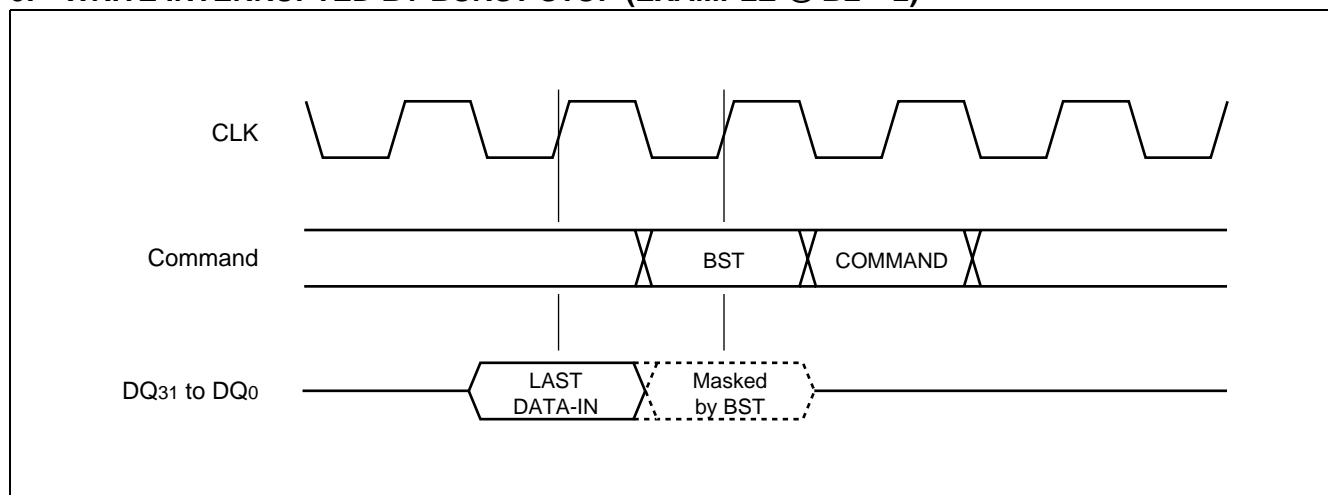 CLK
Command
BST
COMMAND
DQ31 to DQ0
LAST
DATA-IN
Masked
by BST